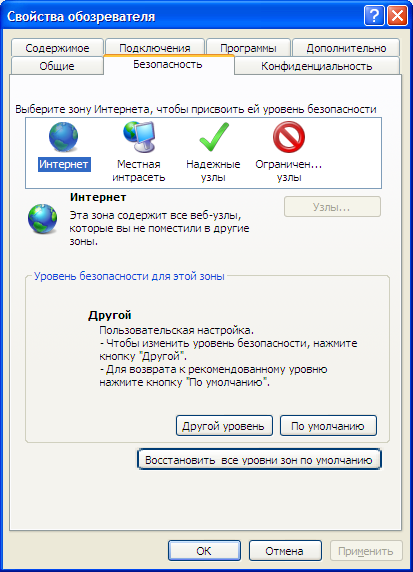 Свойства обозревателя
Содержимое Подключения Программы Дополнительно
Общие Безопасность Конфиденциальность
Выберите зону Интернета, чтобы присвоить ей уровень безопасности
Интернет Местная интрасеть Надежные узлы Ограничен... узлы
Интернет
Узлы...
Эта зона содержит все веб-узлы,
которые вы не поместили в другие
зоны.
Уровень безопасности для этой зоны
Другой
Пользовательская настройка.
- Чтобы изменить уровень безопасности, нажмите
кнопку "Другой".
- Для возврата к рекомендованному уровню
нажмите кнопку "По умолчанию".
Другой уровень По умолчанию
Восстановить все уровни зон по умолчанию
ОК Отмена Применить